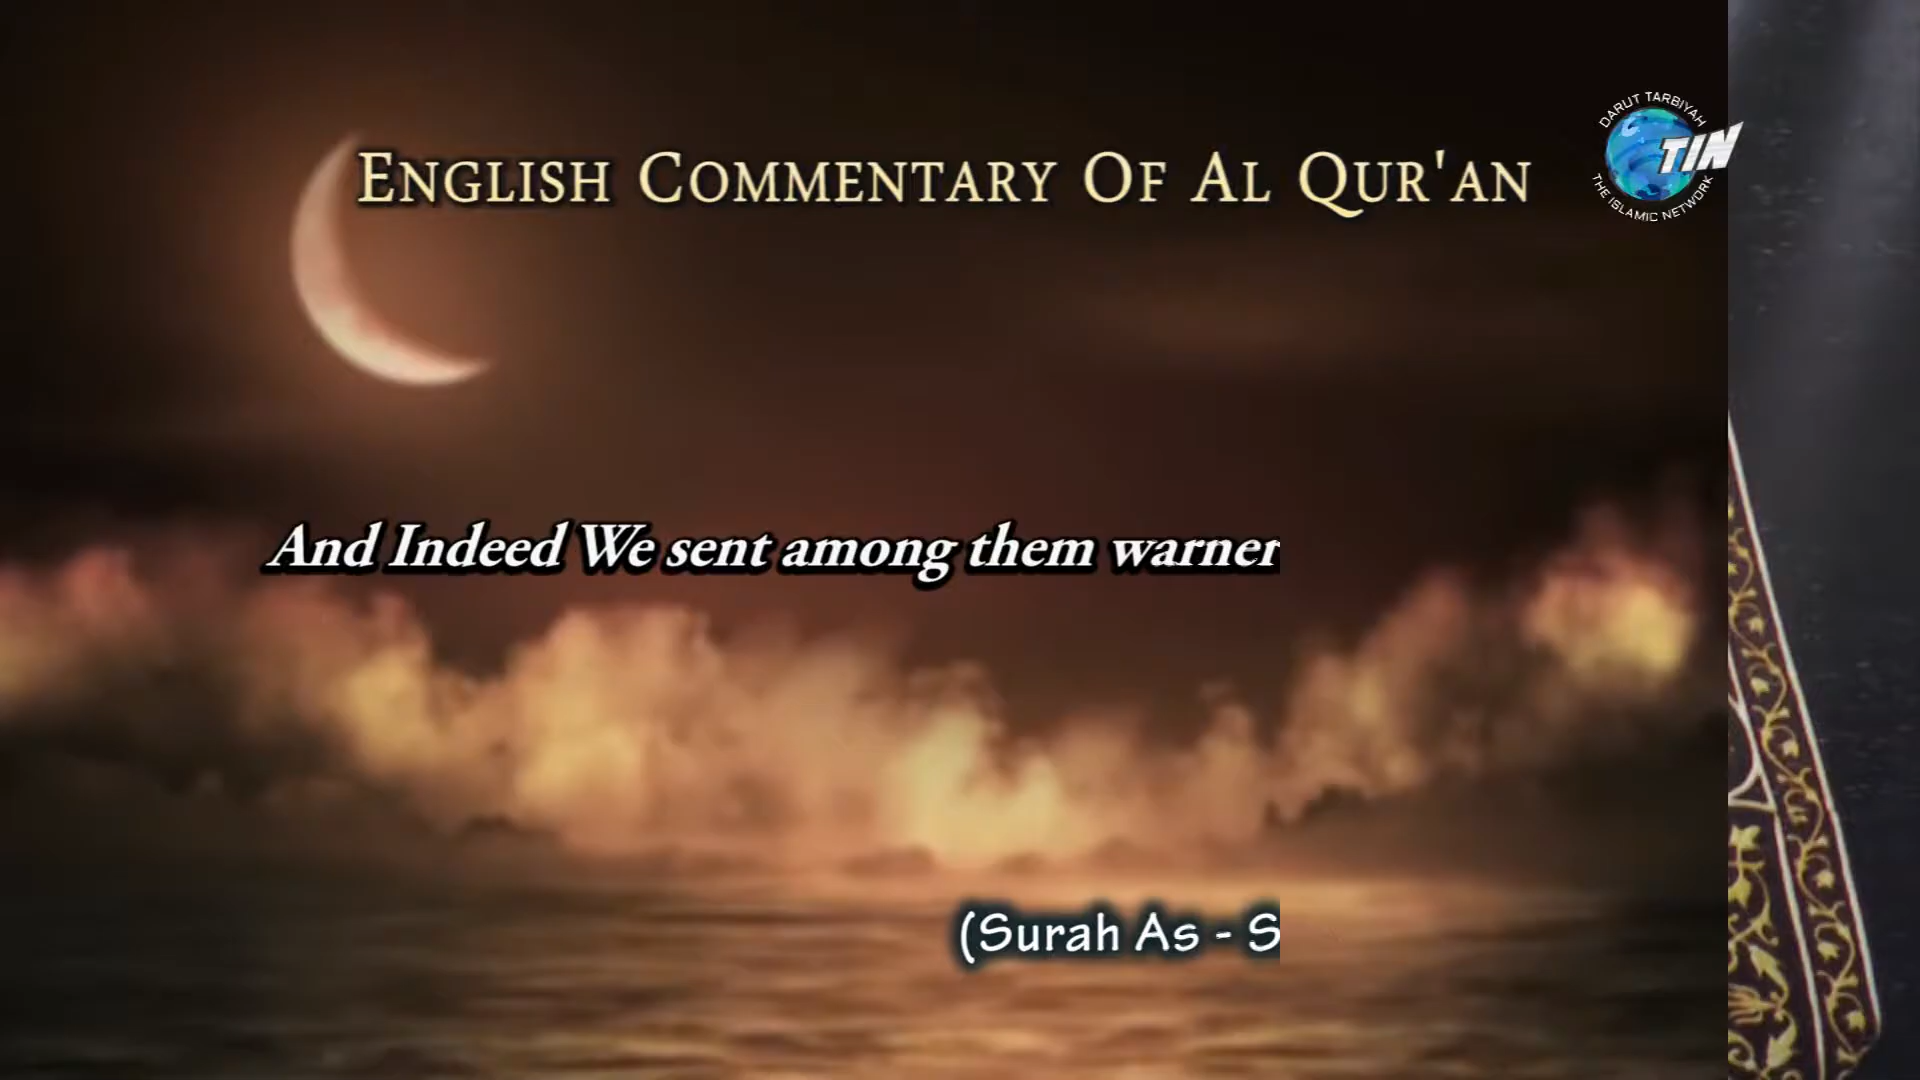 ENGLISH COMMENTARY OF AL QUR'AN
DARUT TARBIYAH
TIN
THE ISLAMIC NETWORK
And Indeed We sent among them warner
(Surah As - S